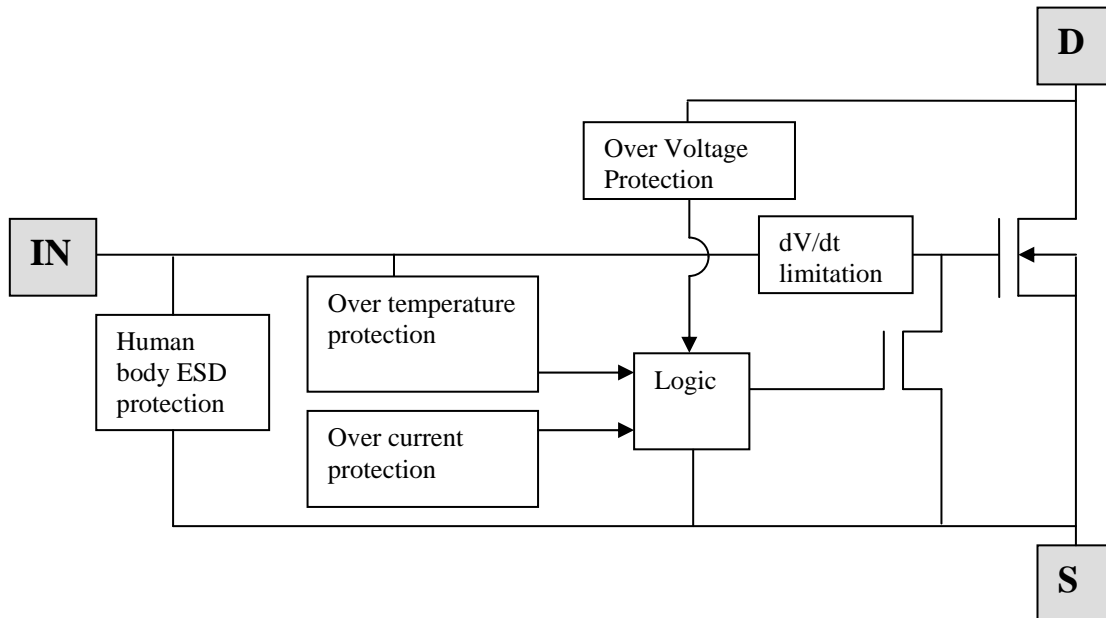 D
Over Voltage
Protection
IN
dV/dt
limitation
Over temperature
protection
Human
body ESD
protection
Logic
Over current
protection
S